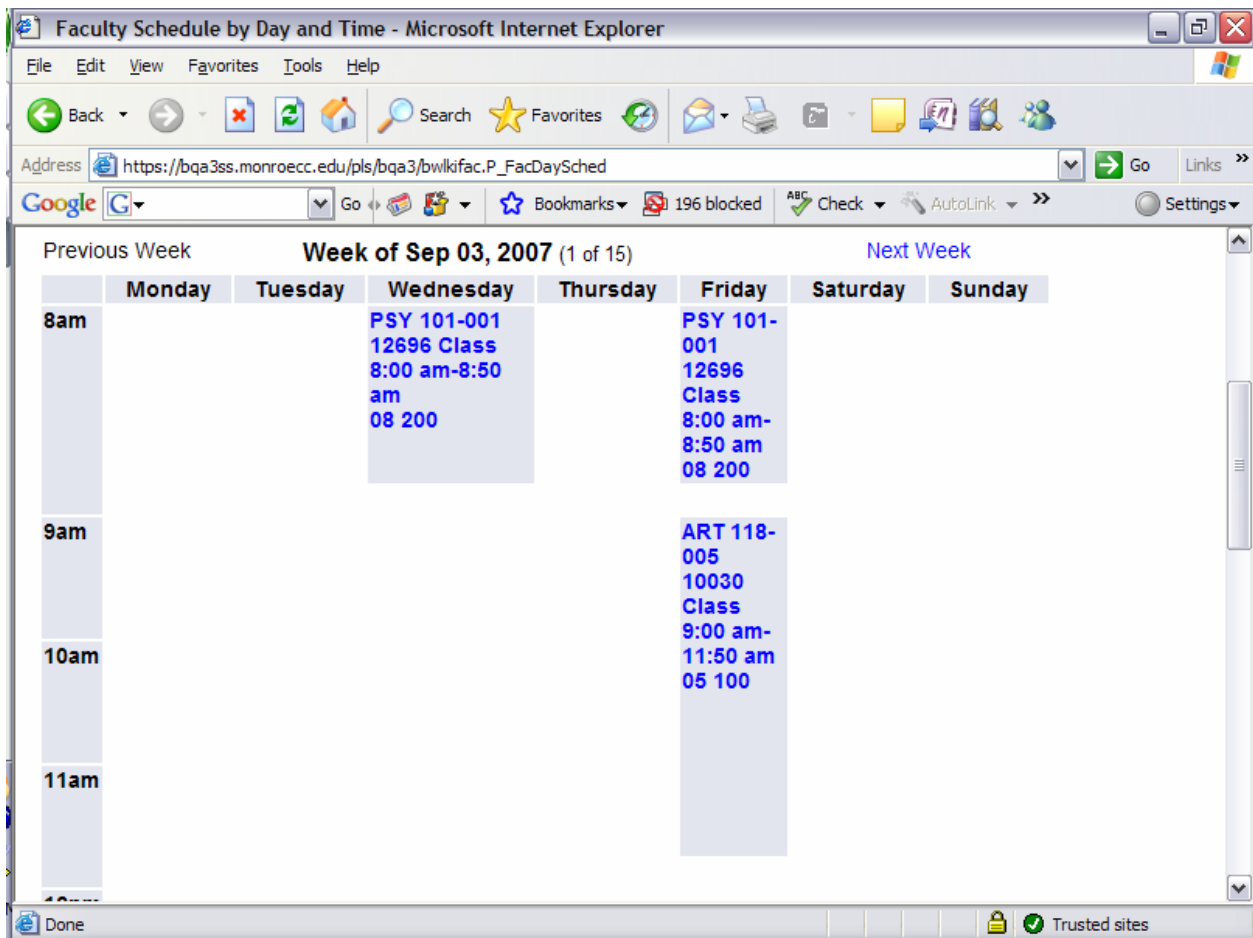 Faculty Schedule by Day and Time - Microsoft Internet Explorer
File Edit View Favorites Tools Help
Back Search Favorites
Address https://bqa3ss.monroecc.edu/pls/bqa3/bwlkifac.P_FacDaySched Go Links »
Google G Go Bookmarks 196 blocked ABC Check AutoLink » Settings
Previous Week Week of Sep 03, 2007 (1 of 15) Next Week
Monday Tuesday Wednesday Thursday Friday Saturday Sunday
8am
PSY 101-001
12696 Class
8:00 am-8:50
am
08 200
PSY 101-
001
12696
Class
8:00 am-
8:50 am
08 200
9am
ART 118-
005
10030
Class
9:00 am-
11:50 am
05 100
10am
11am
Done Trusted sites